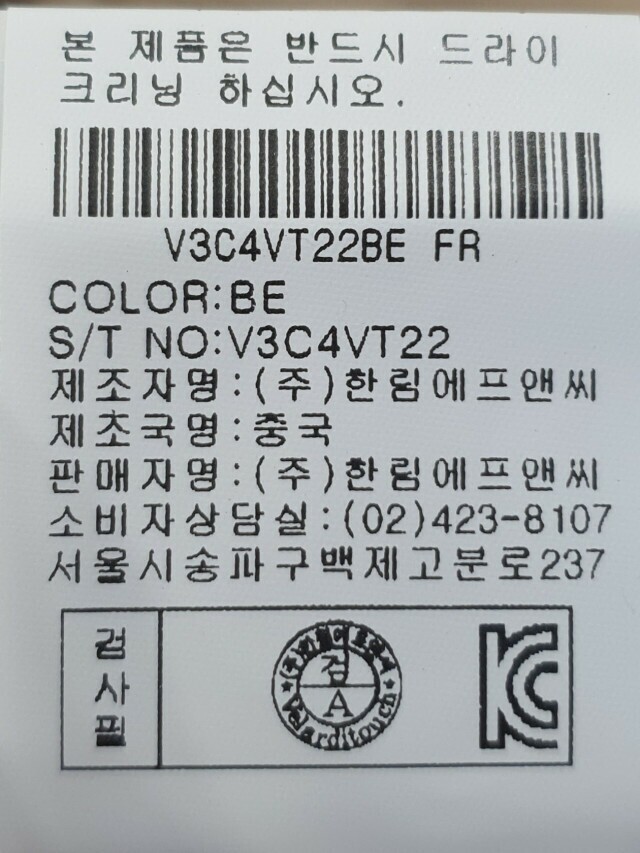 본 제품은 반드시 드라이
크리닝 하십시오.
V3C4VT22BE FR
COLOR:BE
S/T NO:V3C4VT22
제조자명:(주)한림에프앤씨
제조국명:중국
판매자명:(주)한림에프앤씨
소비자상담실:(02)423-8107
서울시송파구백제고분로237
검사필
검
A
Velarditouch
KC